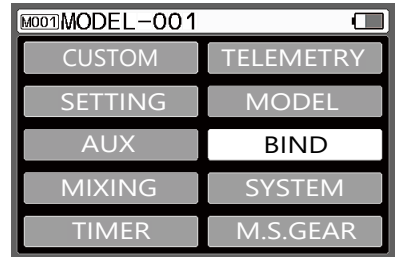 M001 MODEL-001
CUSTOM TELEMETRY
SETTING MODEL
AUX BIND
MIXING SYSTEM
TIMER M.S.GEAR